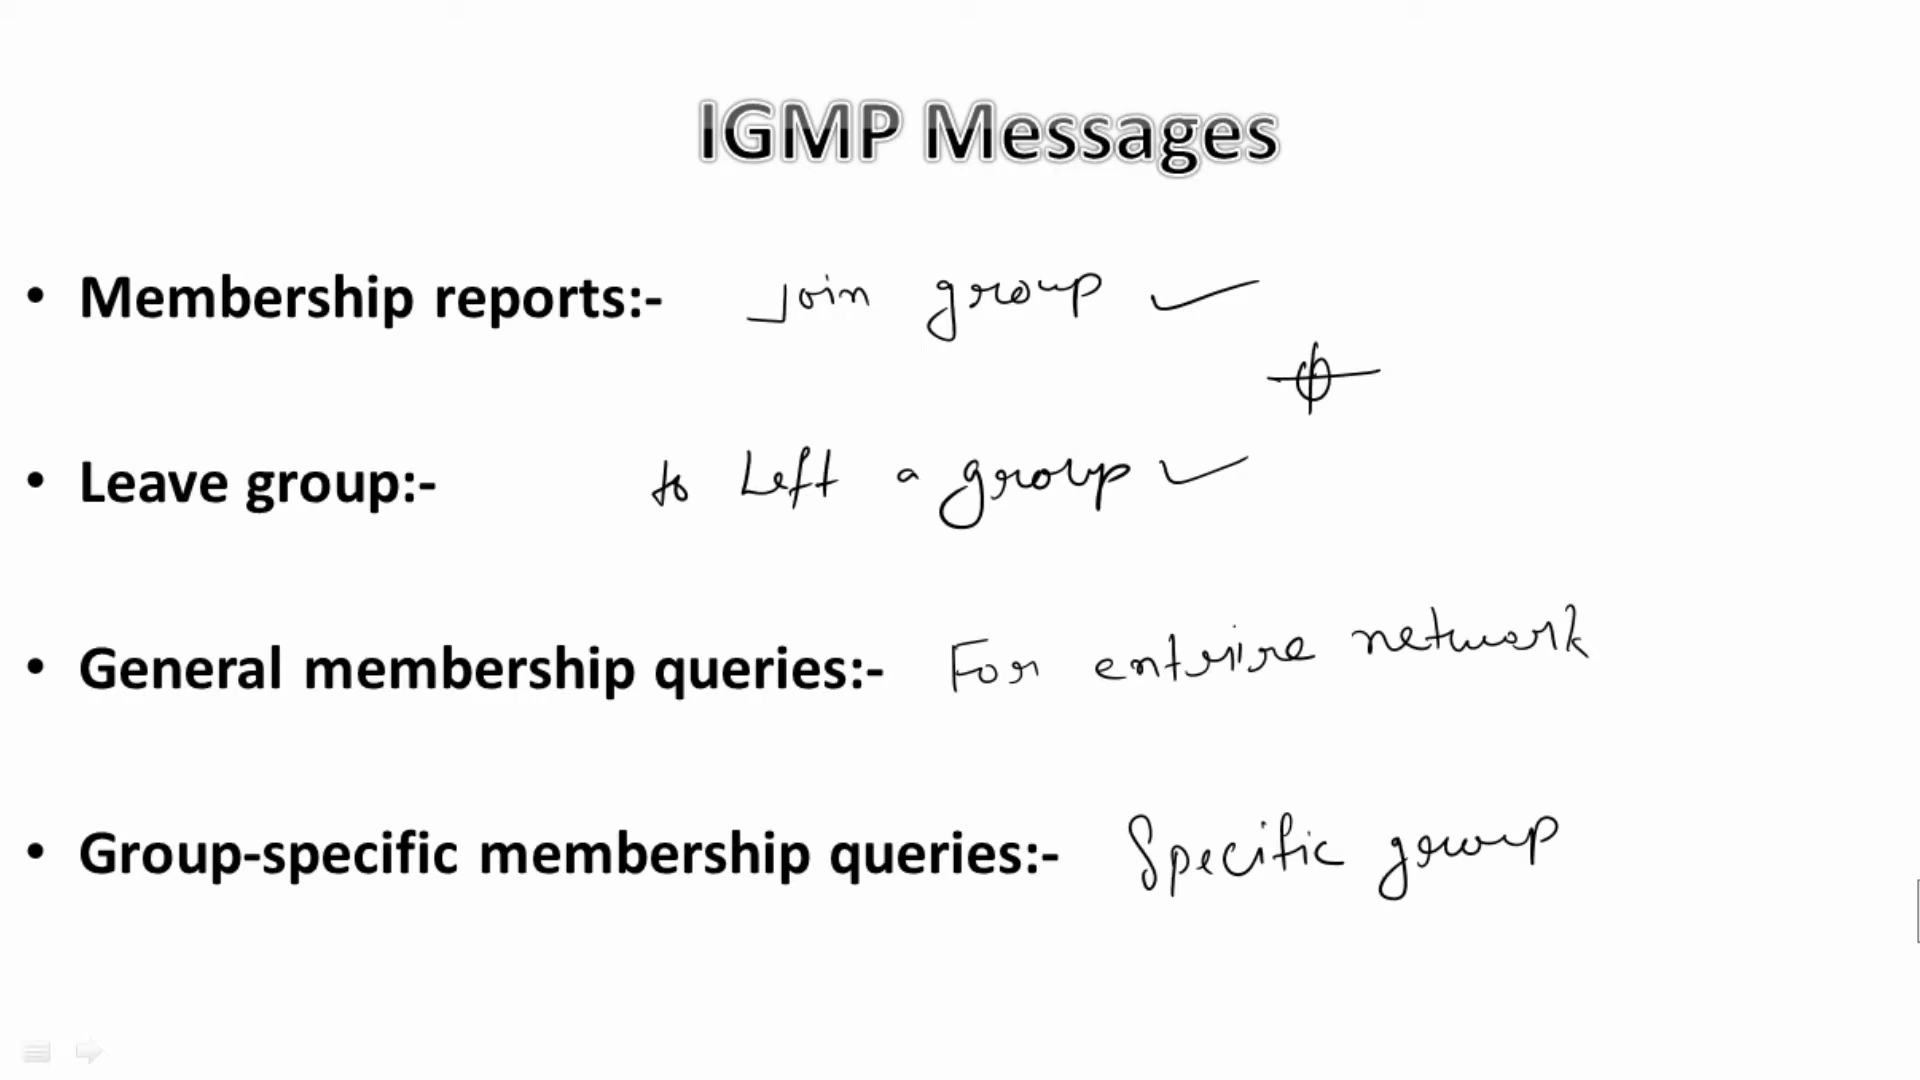 IGMP Messages
• Membership reports:- Join group
• Leave group:- to Left a group
• General membership queries:- For entrire network
• Group-specific membership queries:- Specific group